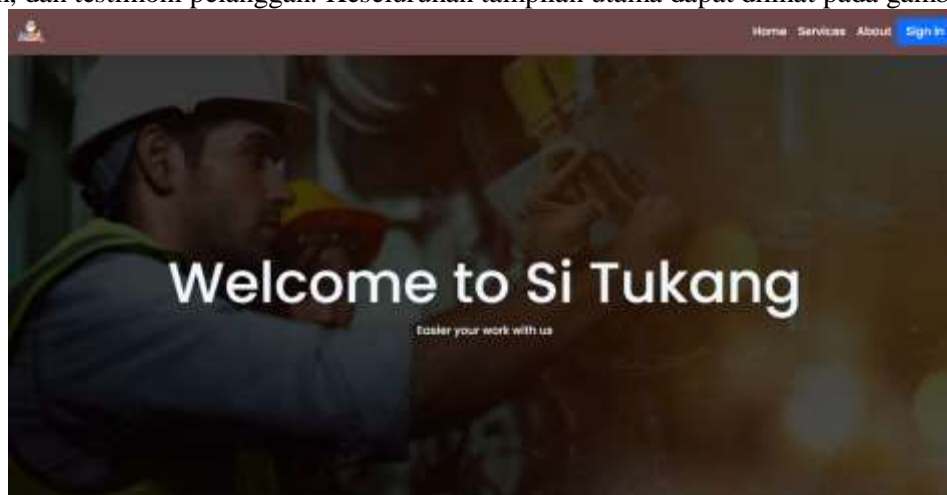 dan testimoni pelanggan. Keseluruhan tampilan utama dapat dilihat pada
Home Services About Sign In
Welcome to Si Tukang
Easier your work with us